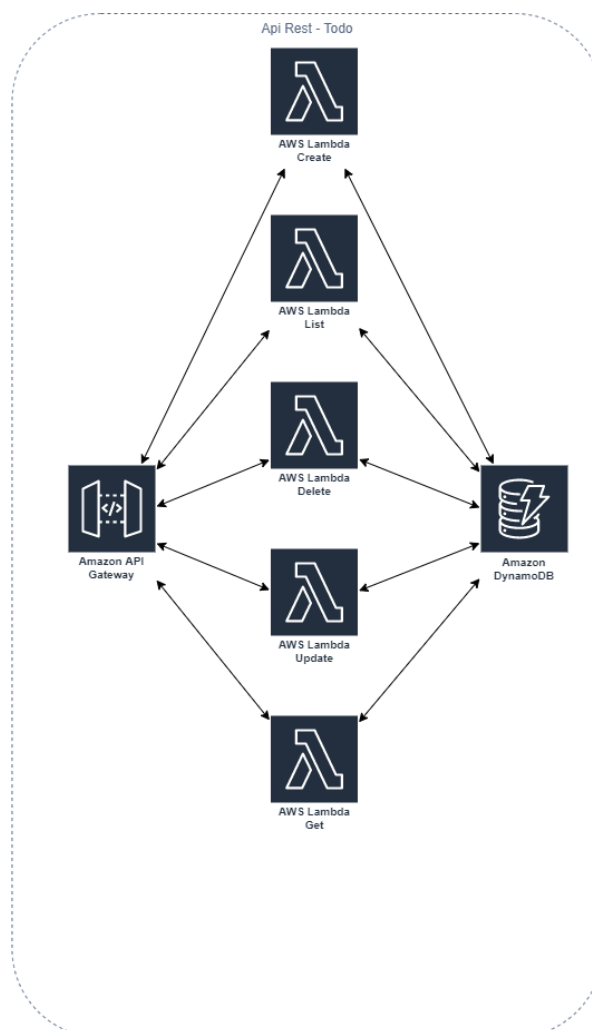 Api Rest - Todo
AWS Lambda
Create
AWS Lambda
List
AWS Lambda
Delete
Amazon API
Gateway
</>
Amazon
DynamoDB
AWS Lambda
Update
AWS Lambda
Get